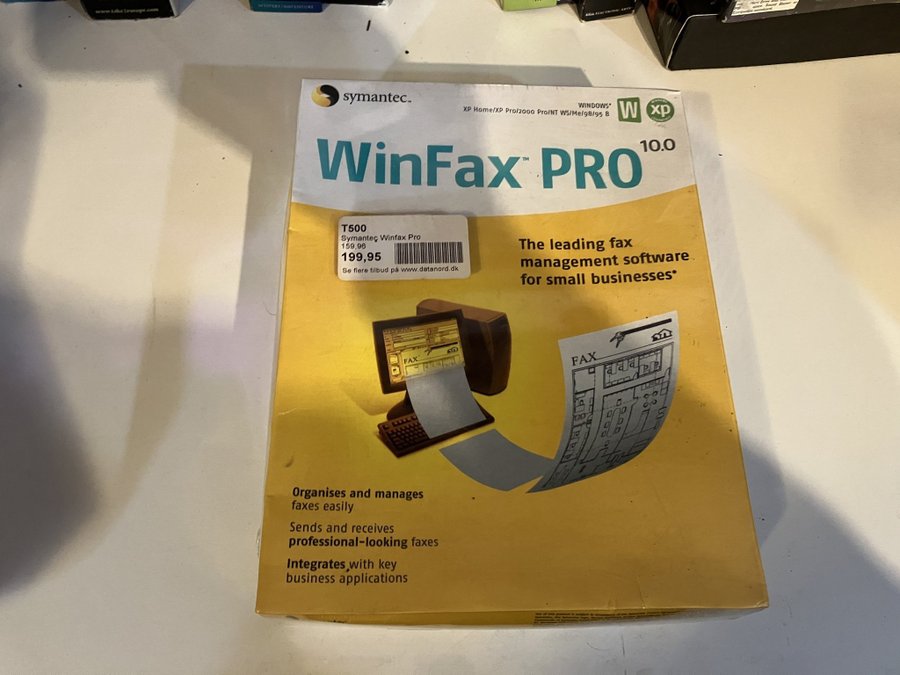 symantec™
WINDOWS®
XP Home/XP Pro/2000 Pro/NT WS/Me/98/95 B
W
xp
WinFax™ PRO 10.0
T500
Symantec Winfax Pro
159,96
199,95
Se flere tilbud på www.datanord.dk
The leading fax
management software
for small businesses*
FAX
FAX
Organises and manages
faxes easily
Sends and receives
professional-looking faxes
Integrates with key
business applications